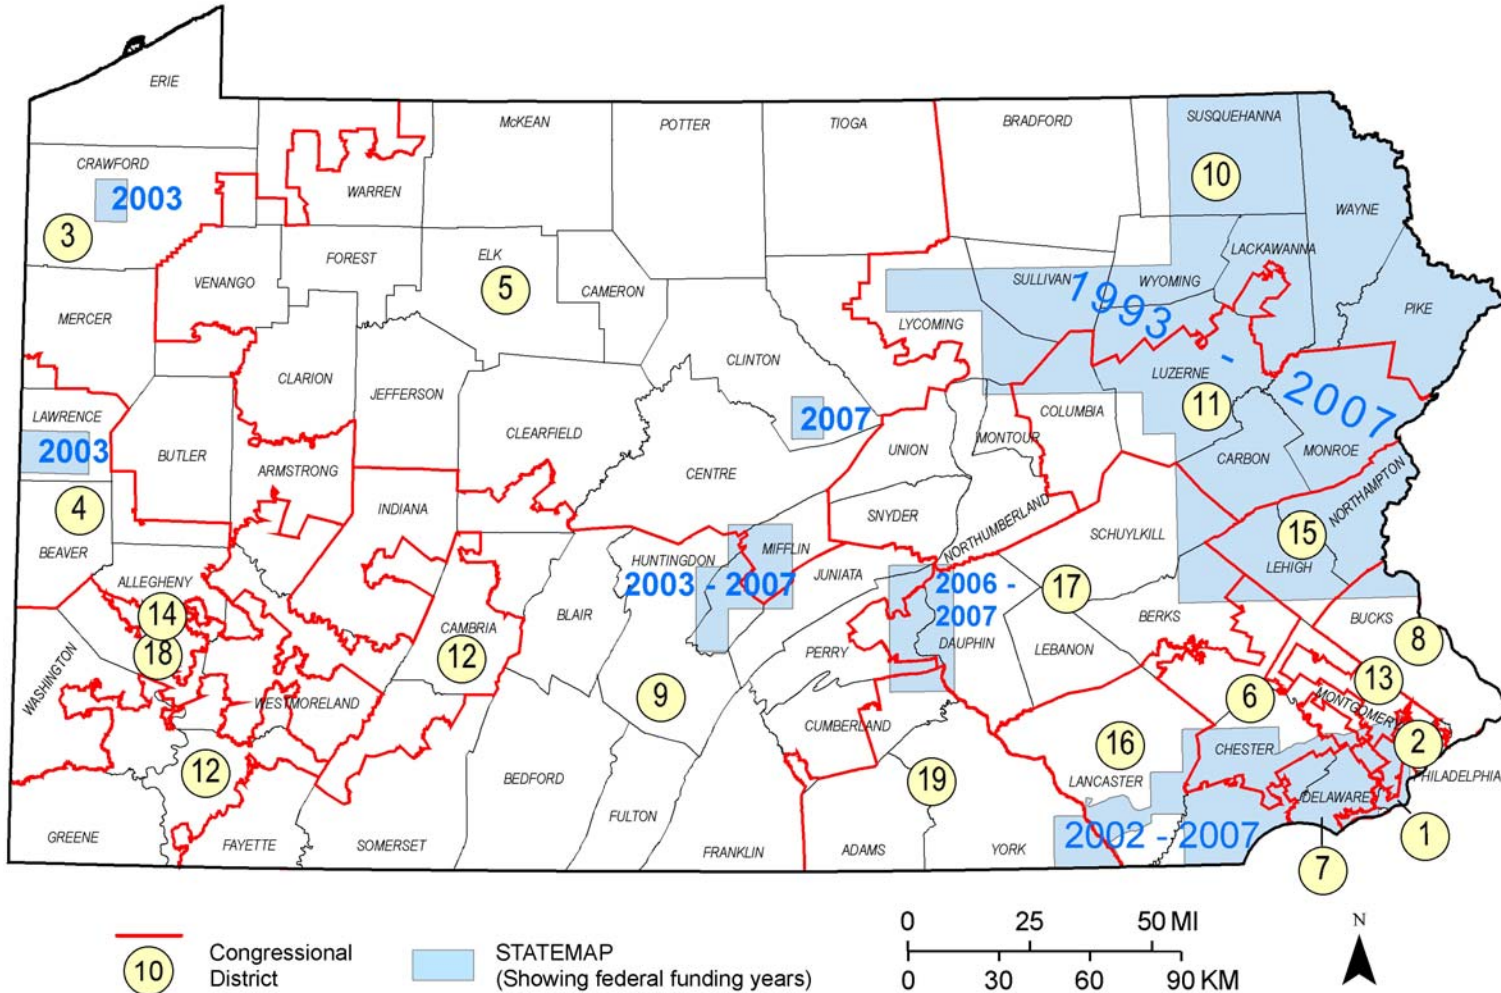 ERIE
McKEAN
POTTER
TIOGA
BRADFORD
SUSQUEHANNA
CRAWFORD
2003
WARREN
10
WAYNE
3
LACKAWANNA
FOREST
ELK
5
VENANGO
CAMERON
SULLIVAN
WYOMING
1993 - 2007
PIKE
MERCER
LYCOMING
CLINTON
CLARION
JEFFERSON
LUZERNE
11
LAWRENCE
2003
2007
COLUMBIA
CLEARFIELD
BUTLER
UNION
MONTOUR
MONROE
CARBON
ARMSTRONG
CENTRE
4
INDIANA
SNYDER
NORTHUMBERLAND
NORTHAMPTON
15
SCHUYLKILL
BEAVER
HUNTINGDON
MIFFLIN
LEHIGH
ALLEGHENY
2003 - 2007
JUNIATA
2006 -
2007
17
14
BLAIR
BERKS
BUCKS
8
CAMBRIA
12
DAUPHIN
LEBANON
PERRY
18
WASHINGTON
WESTMORELAND
9
6
13
MONTGOMERY
CUMBERLAND
16
CHESTER
2
12
BEDFORD
19
LANCASTER
PHILADELPHIA
DELAWARE
FULTON
GREENE
FAYETTE
SOMERSET
FRANKLIN
ADAMS
YORK
2002 - 2007
1
7
0 25 50 MI
0 30 60 90 KM
N
10
Congressional
District
STATEMAP
(Showing federal funding years)